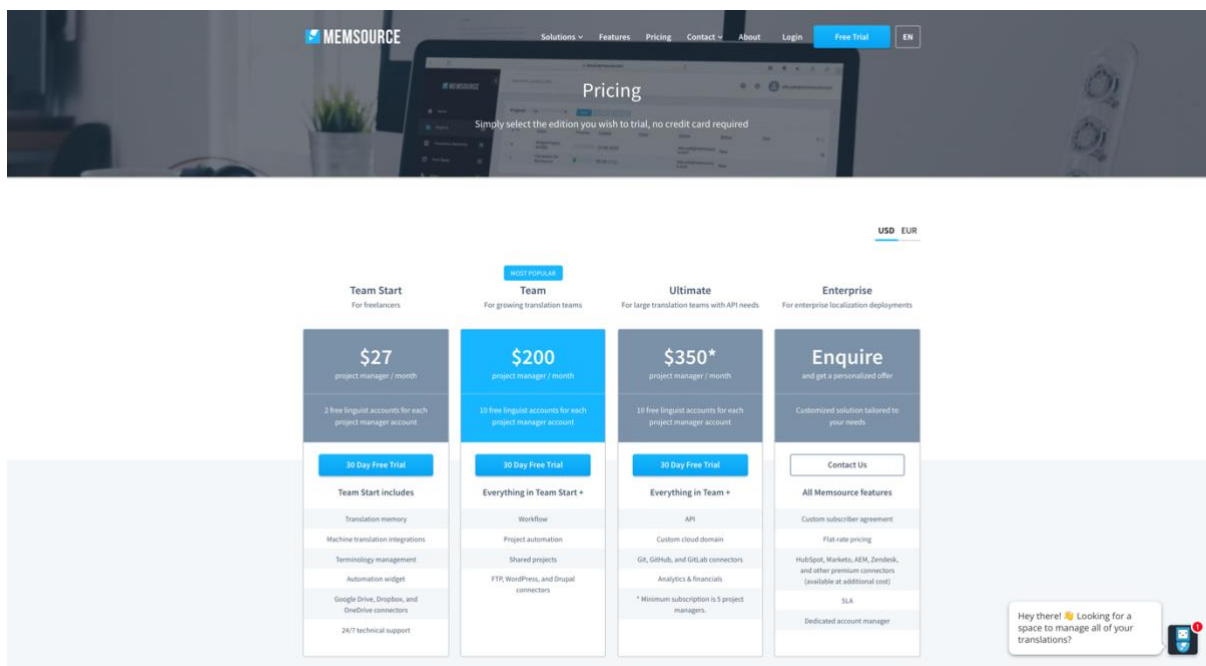 MEMSOURCE
Solutions Features Pricing Contact About Login Free Trial EN
Pricing
Simply select the edition you wish to trial, no credit card required
USD EUR
MOST POPULAR
Team Start
For freelancers
$27
project manager / month
2 free linguist accounts for each
project manager account
30 Day Free Trial
Team Start includes
Translation memory
Machine translation integrations
Terminology management
Automation widget
Google Drive, Dropbox, and
OneDrive connectors
24/7 technical support
Team
For growing translation teams
$200
project manager / month
10 free linguist accounts for each
project manager account
30 Day Free Trial
Everything in Team Start +
Workflow
Project automation
Shared projects
FTP, WordPress, and Drupal
connectors
Ultimate
For large translation teams with API needs
$350*
project manager / month
10 free linguist accounts for each
project manager account
30 Day Free Trial
Everything in Team +
API
Custom cloud domain
Git, GitHub, and GitLab connectors
Analytics & financials
* Minimum subscription is 5 project
managers.
Enterprise
For enterprise localization deployments
Enquire
and get a personalized offer
Customized solution tailored to
your needs
Contact Us
All Memsource features
Custom subscriber agreement
Flat-rate pricing
HubSpot, Marketo, AEM, Zendesk,
and other premium connectors
(available at additional cost)
SLA
Dedicated account manager
Hey there! 👋 Looking for a
space to manage all of your
translations?
1